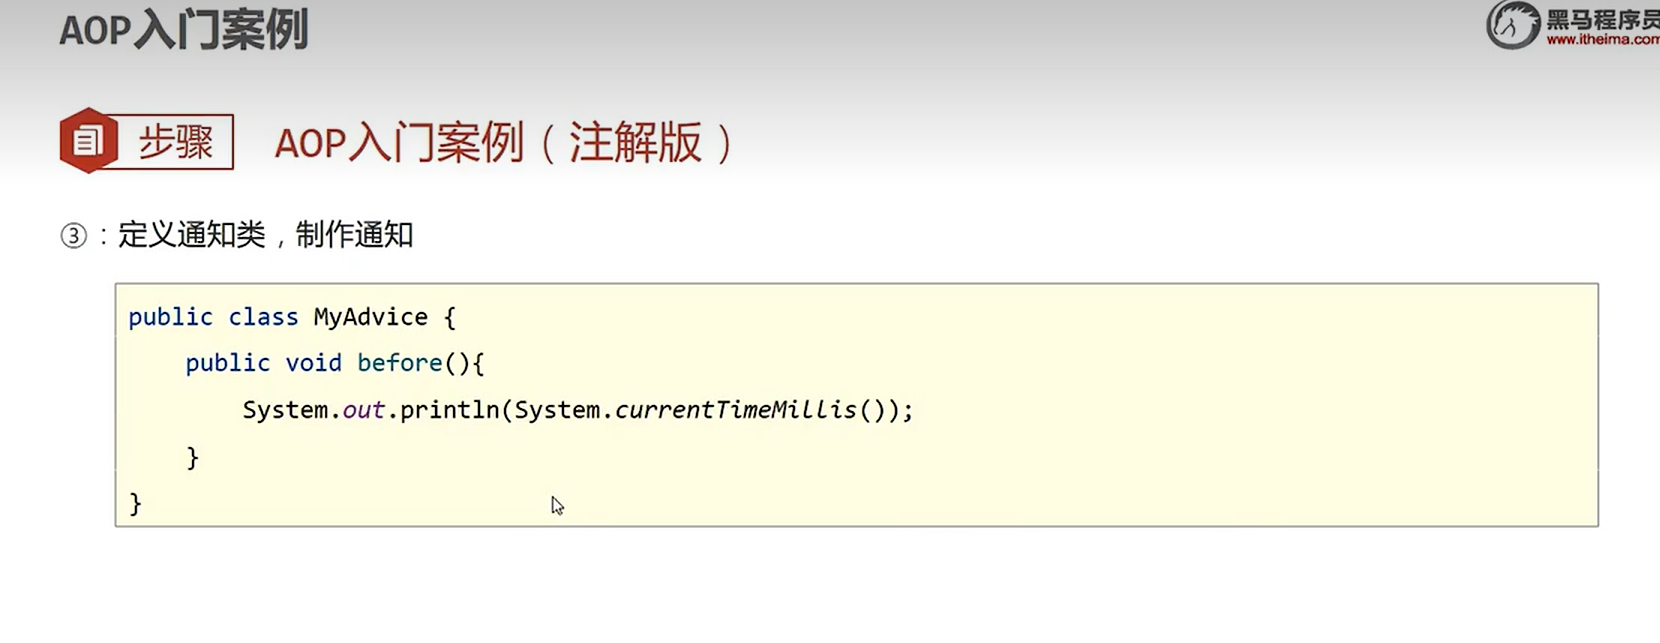 AOP入门案例
黑马程序员
www.itheima.com
步骤
AOP入门案例（注解版）
③：定义通知类，制作通知
public class MyAdvice {
    public void before(){
        System.out.println(System.currentTimeMillis());
    }
}